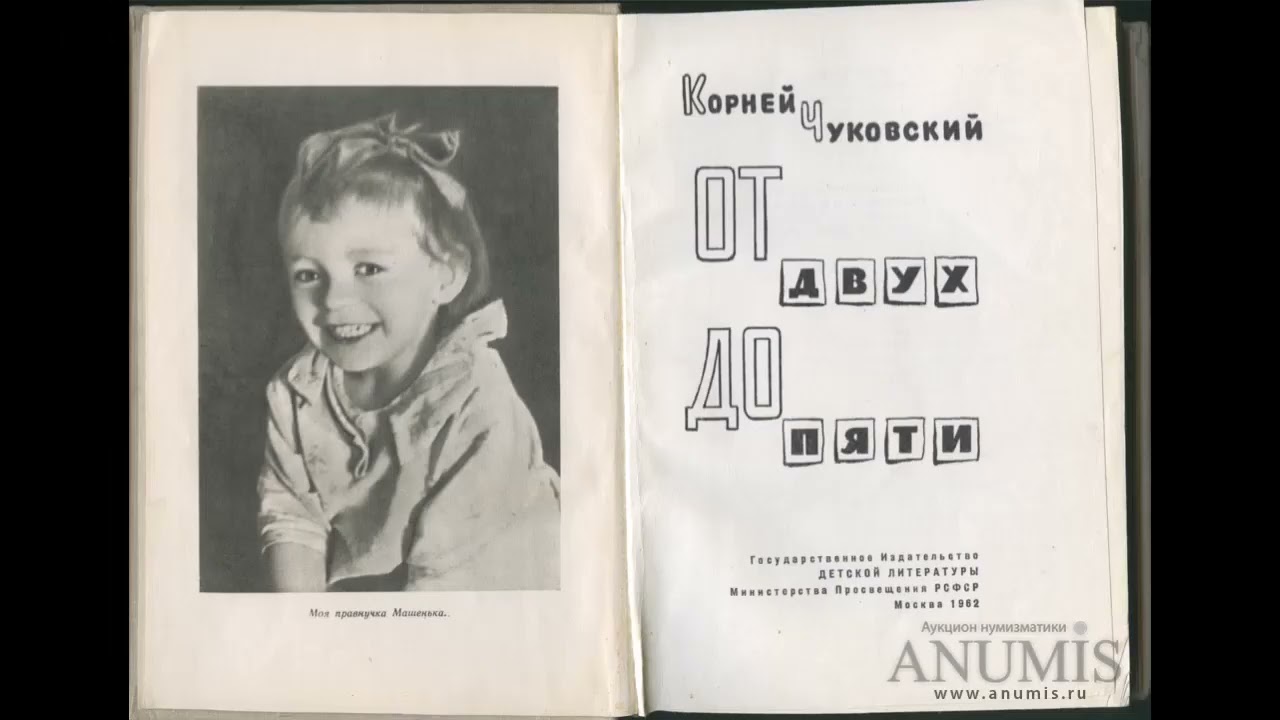 Моя правнучка Машенька..
Корней
Чуковский
ОТ
ДВУХ
ДО
ПЯТИ
Государственное Издательство
ДЕТСКОЙ ЛИТЕРАТУРЫ
Министерства Просвещения РСФСР
Москва 1962
Аукцион нумизматики
ANUMIS
www.anumis.ru